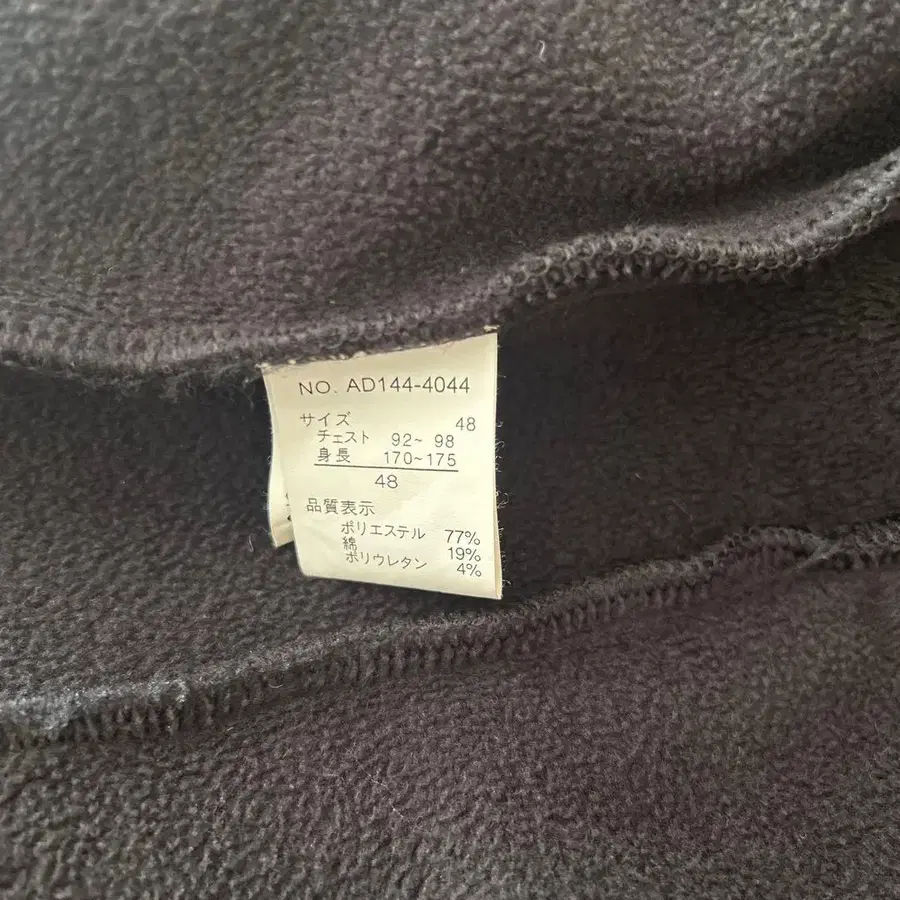 NO. AD144-4044
サイズ 48
チェスト 92~ 98
身長 170~175
48
品質表示
ポリエステル 77%
綿 19%
ポリウレタン 4%